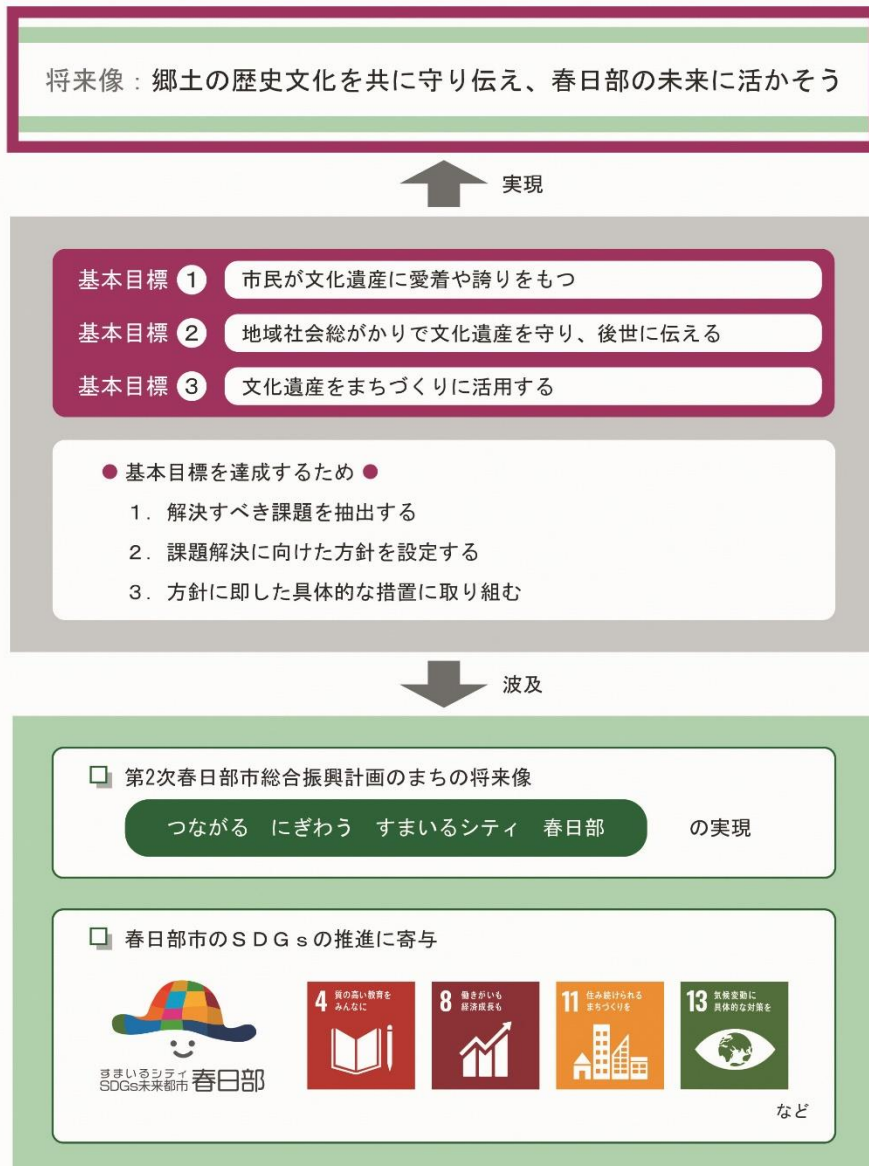 将来像：郷土の歴史文化を共に守り伝え、春日部の未来に活かそう
実現
基本目標 1 市民が文化遺産に愛着や誇りをもつ
基本目標 2 地域社会総がかりで文化遺産を守り、後世に伝える
基本目標 3 文化遺産をまちづくりに活用する
● 基本目標を達成するため ●
１．解決すべき課題を抽出する
２．課題解決に向けた方針を設定する
３．方針に即した具体的な措置に取り組む
波及
第2次春日部市総合振興計画のまちの将来像
つながる　にぎわう　すまいるシティ　春日部　の実現
春日部市のＳＤＧｓの推進に寄与
すまいるシティ
SDGs未来都市 春日部
4 質の高い教育を
みんなに
8 働きがいも
経済成長も
11 住み続けられる
まちづくりを
13 気候変動に
具体的な対策を
など